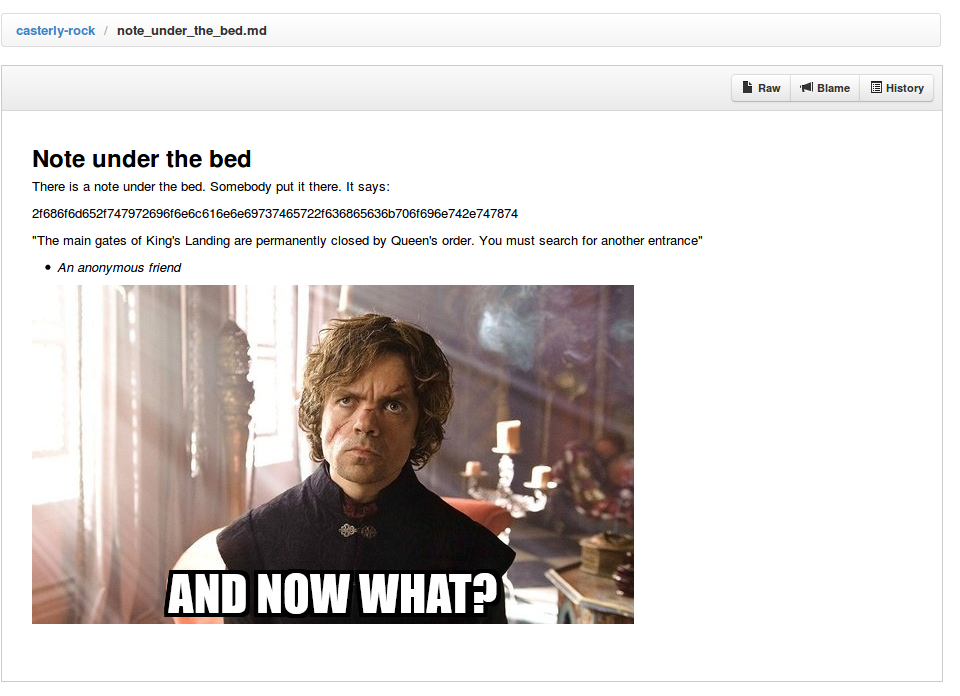 casterly-rock / note_under_the_bed.md
Raw Blame History
Note under the bed
There is a note under the bed. Somebody put it there. It says:
2f686f6d652f747972696f6e6c616e6e69737465722f636865636b706f696e742e747874
"The main gates of King's Landing are permanently closed by Queen's order. You must search for another entrance"
• An anonymous friend
AND NOW WHAT?